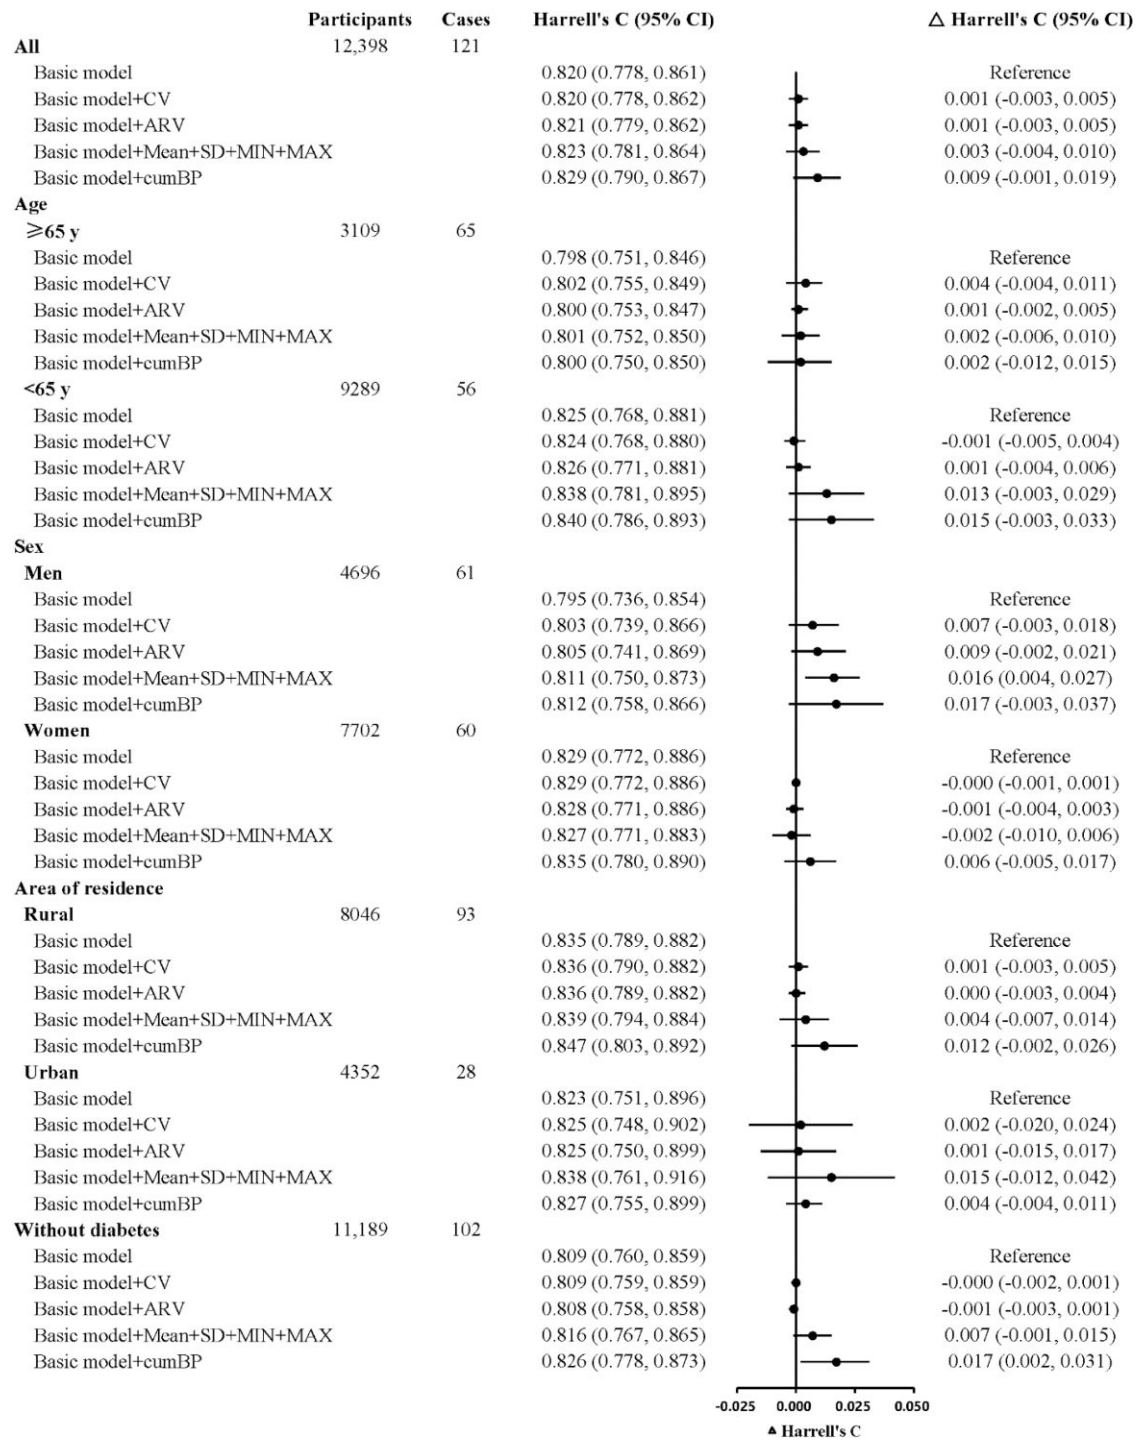 Participants Cases Harrell's C (95% CI) △ Harrell's C (95% CI)
All 12,398 121
Basic model 0.820 (0.778, 0.861) Reference
Basic model+CV 0.820 (0.778, 0.862) 0.001 (-0.003, 0.005)
Basic model+ARV 0.821 (0.779, 0.862) 0.001 (-0.003, 0.005)
Basic model+Mean+SD+MIN+MAX 0.823 (0.781, 0.864) 0.003 (-0.004, 0.010)
Basic model+cumBP 0.829 (0.790, 0.867) 0.009 (-0.001, 0.019)
Age
≥65 y 3109 65
Basic model 0.798 (0.751, 0.846) Reference
Basic model+CV 0.802 (0.755, 0.849) 0.004 (-0.004, 0.011)
Basic model+ARV 0.800 (0.753, 0.847) 0.001 (-0.002, 0.005)
Basic model+Mean+SD+MIN+MAX 0.801 (0.752, 0.850) 0.002 (-0.006, 0.010)
Basic model+cumBP 0.800 (0.750, 0.850) 0.002 (-0.012, 0.015)
<65 y 9289 56
Basic model 0.825 (0.768, 0.881) Reference
Basic model+CV 0.824 (0.768, 0.880) -0.001 (-0.005, 0.004)
Basic model+ARV 0.826 (0.771, 0.881) 0.001 (-0.004, 0.006)
Basic model+Mean+SD+MIN+MAX 0.838 (0.781, 0.895) 0.013 (-0.003, 0.029)
Basic model+cumBP 0.840 (0.786, 0.893) 0.015 (-0.003, 0.033)
Sex
Men 4696 61
Basic model 0.795 (0.736, 0.854) Reference
Basic model+CV 0.803 (0.739, 0.866) 0.007 (-0.003, 0.018)
Basic model+ARV 0.805 (0.741, 0.869) 0.009 (-0.002, 0.021)
Basic model+Mean+SD+MIN+MAX 0.811 (0.750, 0.873) 0.016 (0.004, 0.027)
Basic model+cumBP 0.812 (0.758, 0.866) 0.017 (-0.003, 0.037)
Women 7702 60
Basic model 0.829 (0.772, 0.886) Reference
Basic model+CV 0.829 (0.772, 0.886) -0.000 (-0.001, 0.001)
Basic model+ARV 0.828 (0.771, 0.886) -0.001 (-0.004, 0.003)
Basic model+Mean+SD+MIN+MAX 0.827 (0.771, 0.883) -0.002 (-0.010, 0.006)
Basic model+cumBP 0.835 (0.780, 0.890) 0.006 (-0.005, 0.017)
Area of residence
Rural 8046 93
Basic model 0.835 (0.789, 0.882) Reference
Basic model+CV 0.836 (0.790, 0.882) 0.001 (-0.003, 0.005)
Basic model+ARV 0.836 (0.789, 0.882) 0.000 (-0.003, 0.004)
Basic model+Mean+SD+MIN+MAX 0.839 (0.794, 0.884) 0.004 (-0.007, 0.014)
Basic model+cumBP 0.847 (0.803, 0.892) 0.012 (-0.002, 0.026)
Urban 4352 28
Basic model 0.823 (0.751, 0.896) Reference
Basic model+CV 0.825 (0.748, 0.902) 0.002 (-0.020, 0.024)
Basic model+ARV 0.825 (0.750, 0.899) 0.001 (-0.015, 0.017)
Basic model+Mean+SD+MIN+MAX 0.838 (0.761, 0.916) 0.015 (-0.012, 0.042)
Basic model+cumBP 0.827 (0.755, 0.899) 0.004 (-0.004, 0.011)
Without diabetes 11,189 102
Basic model 0.809 (0.760, 0.859) Reference
Basic model+CV 0.809 (0.759, 0.859) -0.000 (-0.002, 0.001)
Basic model+ARV 0.808 (0.758, 0.858) -0.001 (-0.003, 0.001)
Basic model+Mean+SD+MIN+MAX 0.816 (0.767, 0.865) 0.007 (-0.001, 0.015)
Basic model+cumBP 0.826 (0.778, 0.873) 0.017 (0.002, 0.031)
-0.025 0.000 0.025 0.050
△ Harrell's C